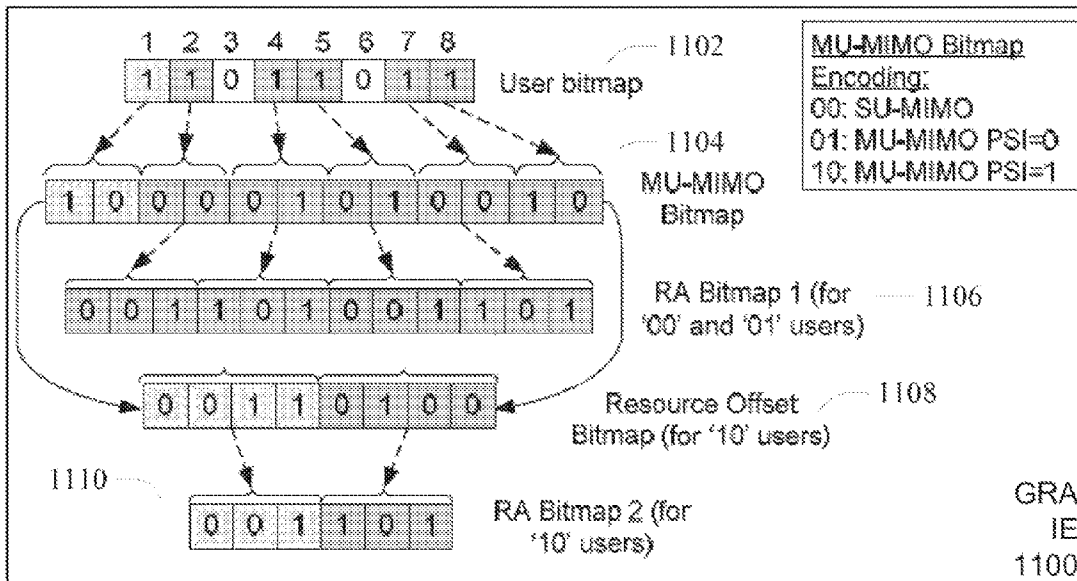 1 2 3 4 5 6 7 8
1 1 0 1 1 0 1 1
User bitmap
1102
MU-MIMO Bitmap
Encoding:
00: SU-MIMO
01: MU-MIMO PSI=0
10: MU-MIMO PSI=1
1 0 0 0 0 1 0 1 0 0 1 0
1104
MU-MIMO
Bitmap
0 0 1 1 0 1 0 0 1 1 0 1
RA Bitmap 1 (for
'00' and '01' users)
1106
0 0 1 1 0 1 0 0
Resource Offset
Bitmap (for '10' users)
1108
1110
0 0 1 1 0 1
RA Bitmap 2 (for
'10' users)
GRA
IE
1100